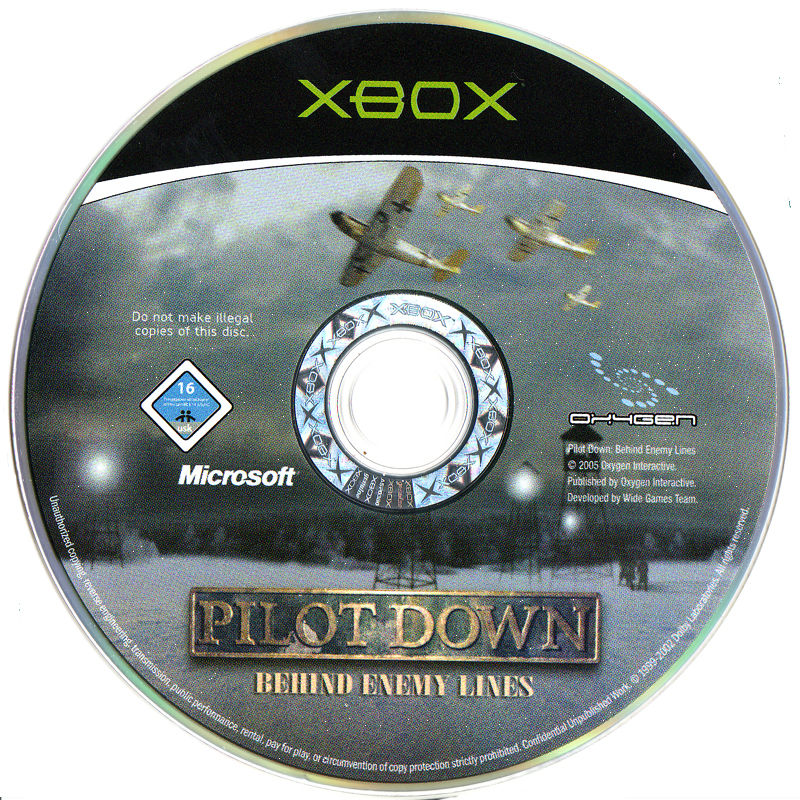 XBOX
XBOX
Do not make illegal
copies of this disc.
16
usk
Microsoft
OXYGEN
Pilot Down: Behind Enemy Lines
© 2005 Oxygen Interactive.
Published by Oxygen Interactive.
Developed by Wide Games Team.
PILOT DOWN
BEHIND ENEMY LINES
Unauthorized copying, reverse engineering, transmission, public performance, rental, pay for play, or circumvention of copy protection strictly prohibited. Confidential Unpublished Work. © 1999-2002 Dolby Laboratories. All rights reserved.